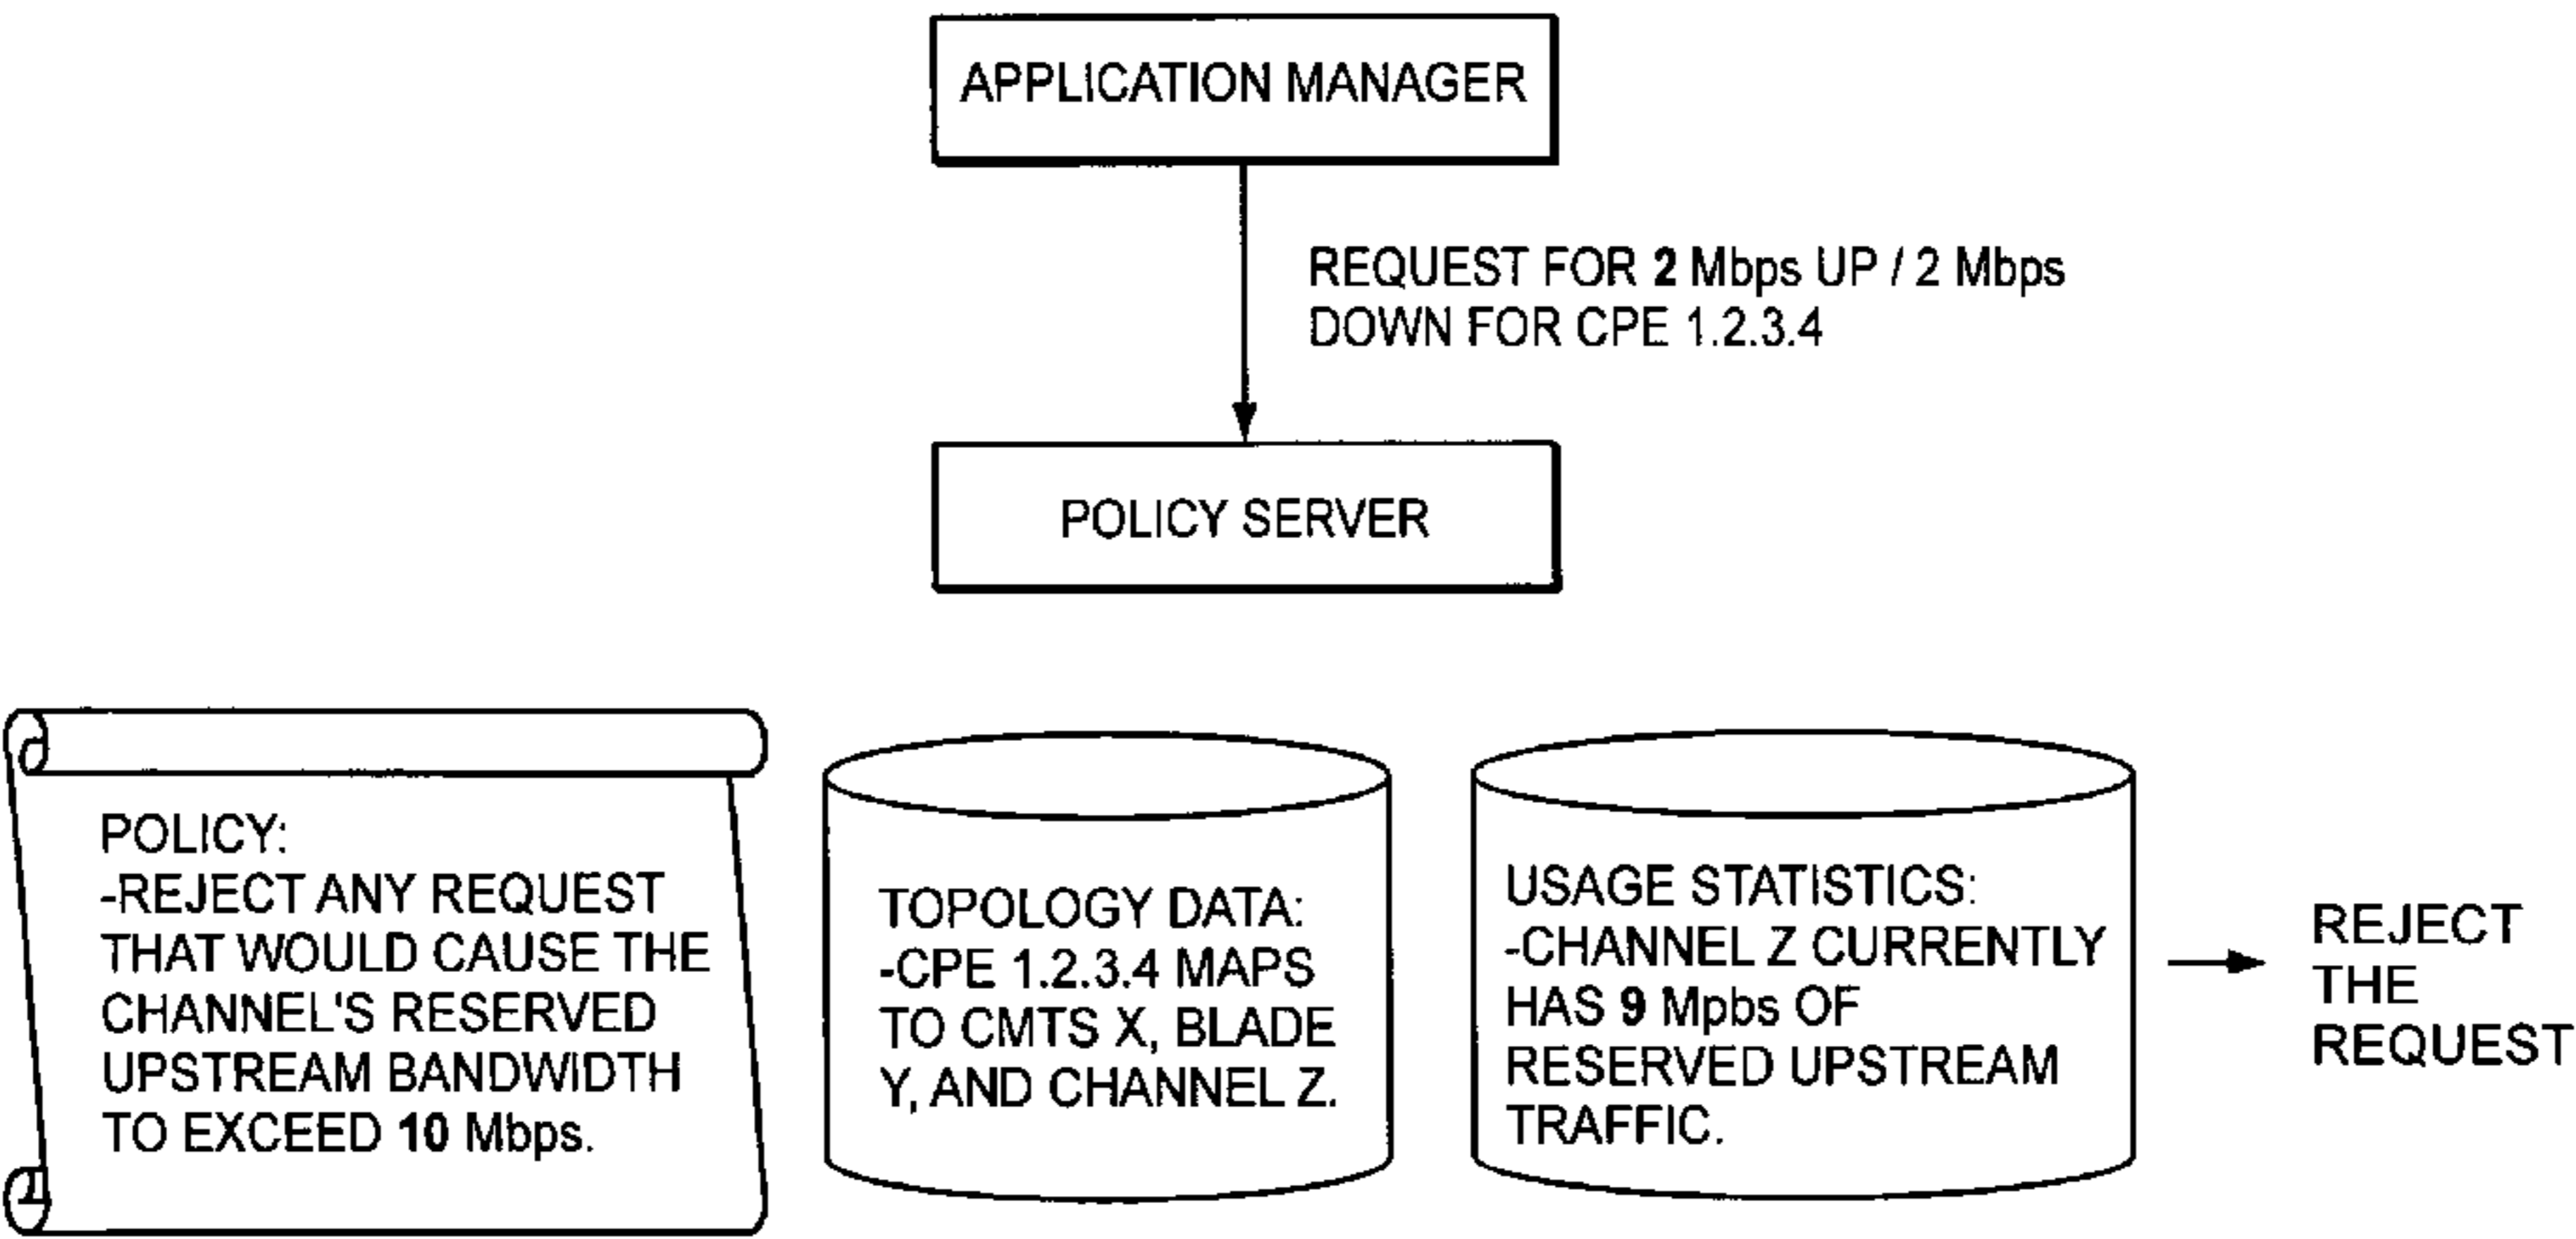 APPLICATION MANAGER
REQUEST FOR 2 Mbps UP / 2 Mbps
DOWN FOR CPE 1.2.3.4
POLICY SERVER
POLICY:
-REJECT ANY REQUEST
THAT WOULD CAUSE THE
CHANNEL'S RESERVED
UPSTREAM BANDWIDTH
TO EXCEED 10 Mbps.
TOPOLOGY DATA:
-CPE 1.2.3.4 MAPS
TO CMTS X, BLADE
Y, AND CHANNEL Z.
USAGE STATISTICS:
-CHANNEL Z CURRENTLY
HAS 9 Mpbs OF
RESERVED UPSTREAM
TRAFFIC.
REJECT
THE
REQUEST